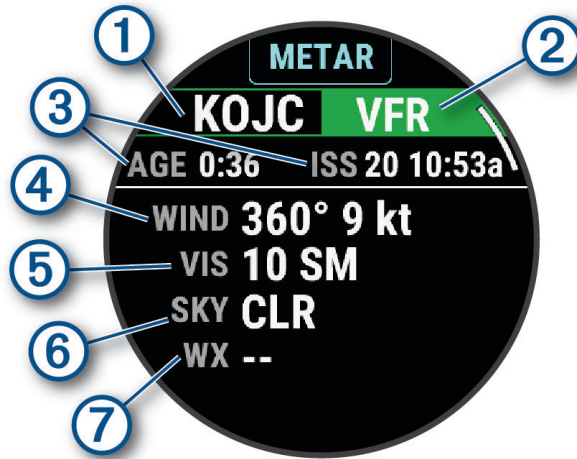 METAR
KOJC VFR
AGE 0:36 ISS 20 10:53a
WIND 360° 9 kt
VIS 10 SM
SKY CLR
WX --
1
2
3
4
5
6
7